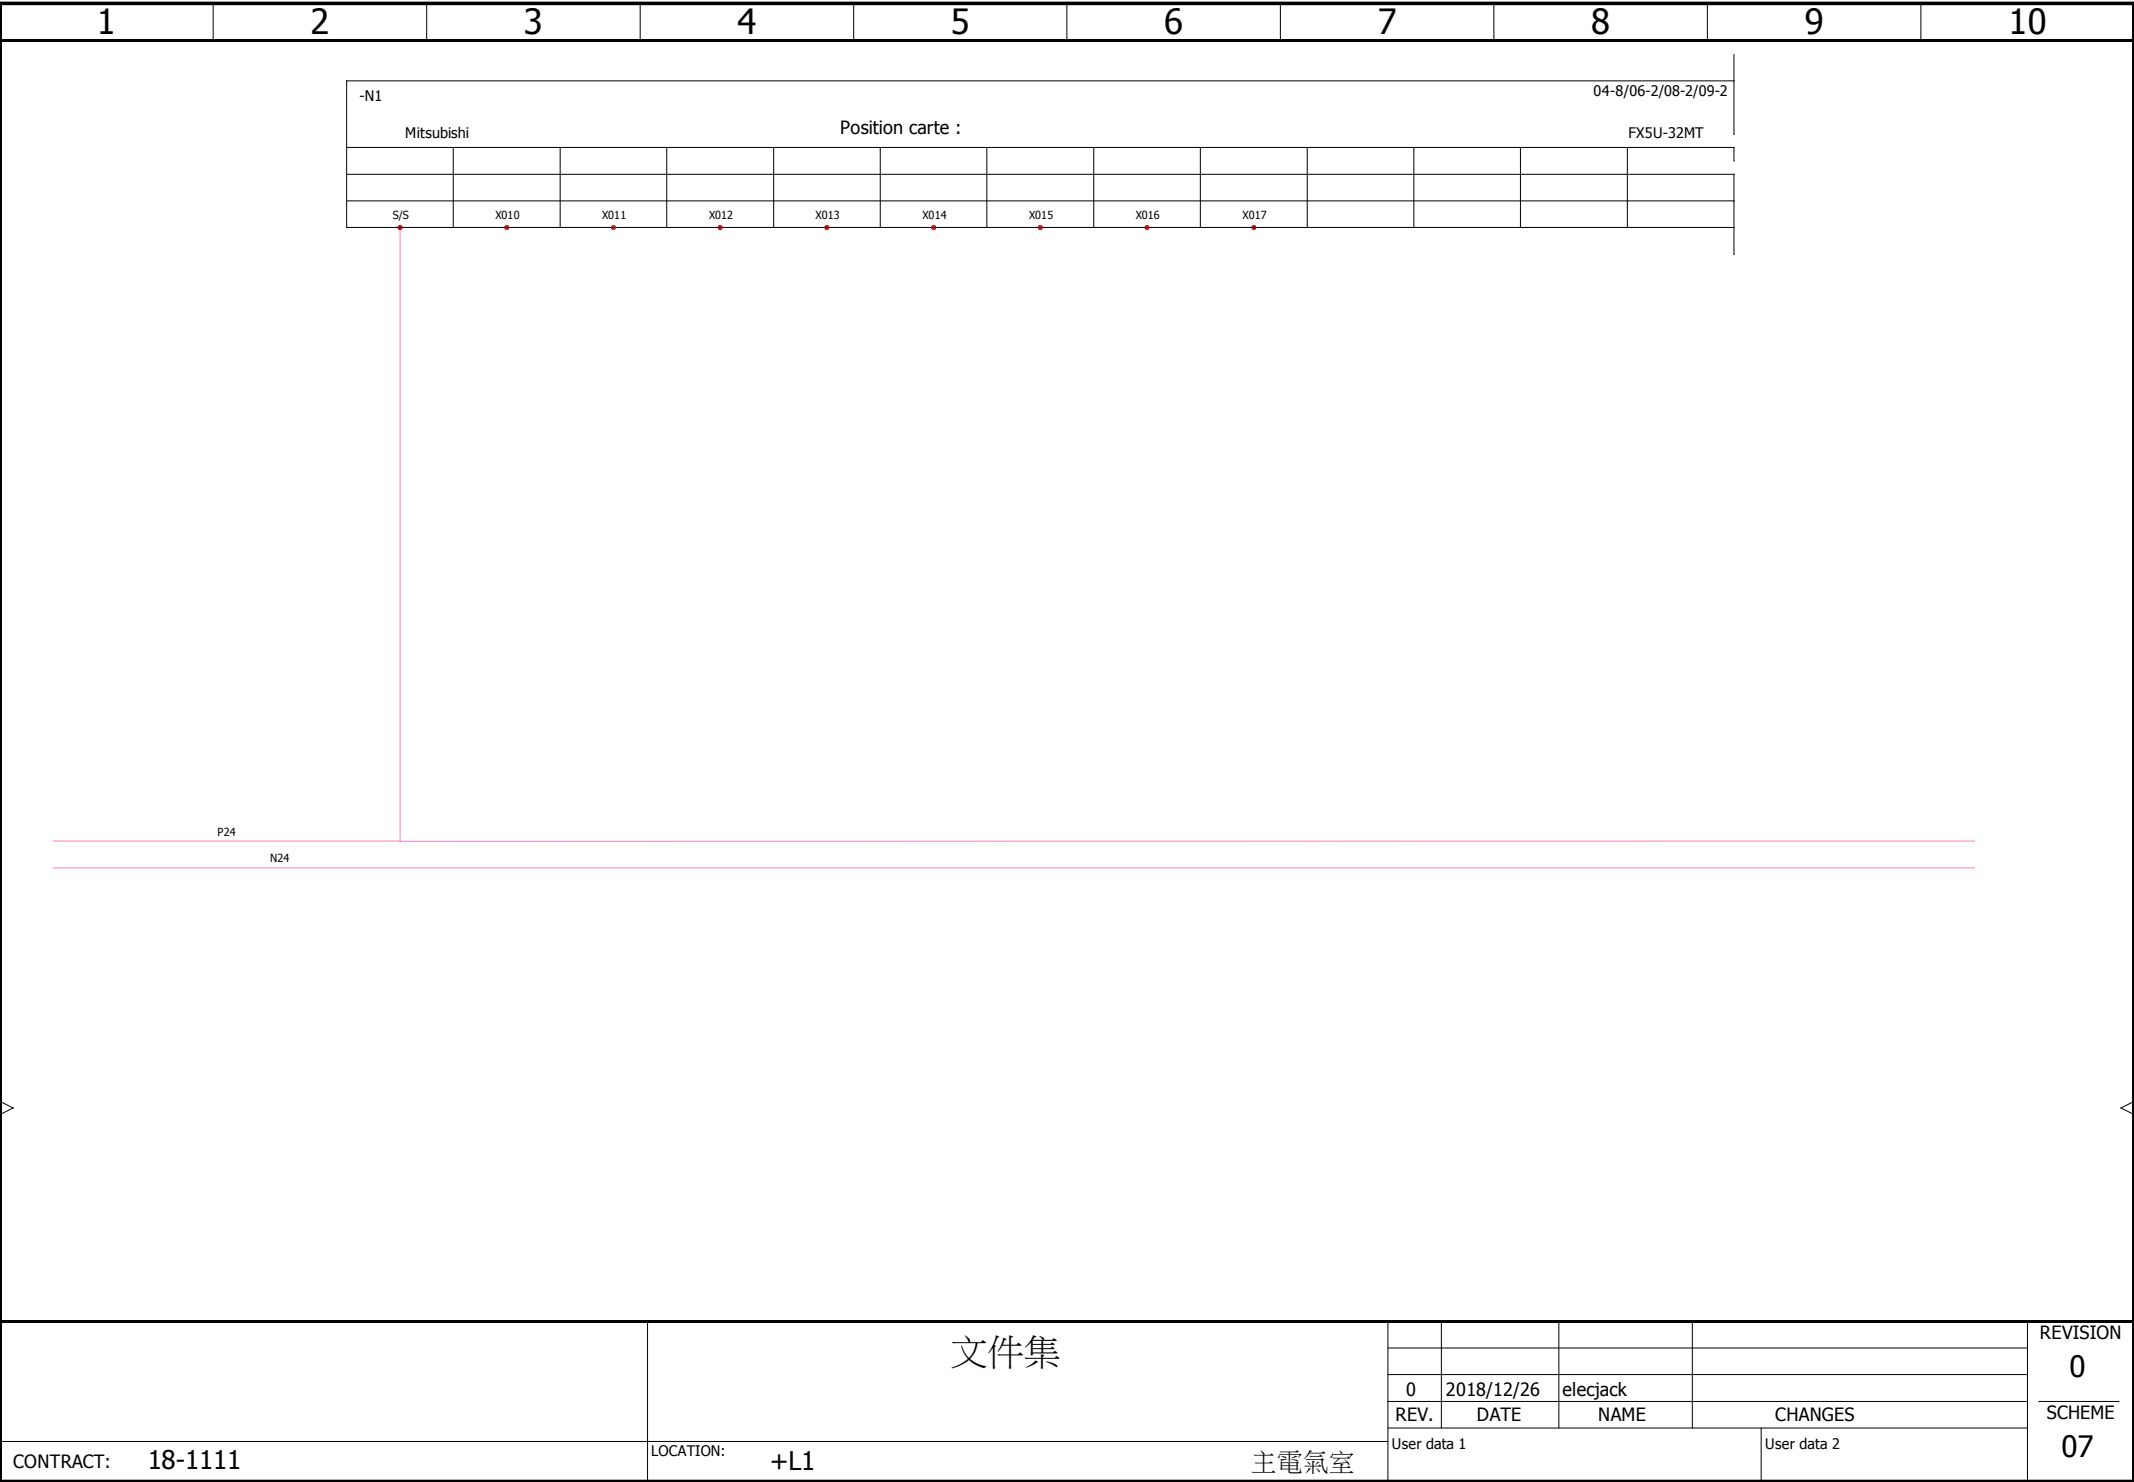 1 2 3 4 5 6 7 8 9 10
-N1 04-8/06-2/08-2/09-2
Mitsubishi Position carte : FX5U-32MT
S/S X010 X011 X012 X013 X014 X015 X016 X017
P24
N24
文件集
0 2018/12/26 elecjack
REV. DATE NAME CHANGES
REVISION
0
SCHEME
07
CONTRACT: 18-1111
LOCATION: +L1 主電氣室
User data 1 User data 2